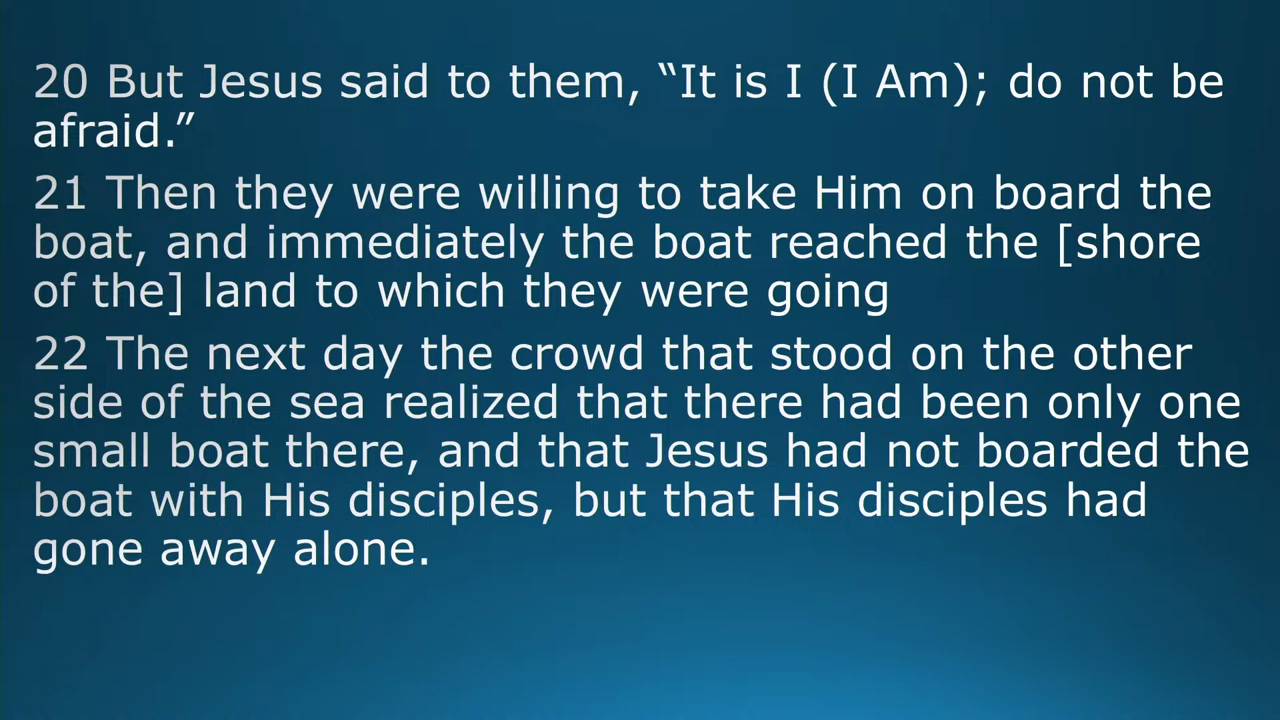 20 But Jesus said to them, “It is I (I Am); do not be
afraid.”
21 Then they were willing to take Him on board the
boat, and immediately the boat reached the [shore
of the] land to which they were going
22 The next day the crowd that stood on the other
side of the sea realized that there had been only one
small boat there, and that Jesus had not boarded the
boat with His disciples, but that His disciples had
gone away alone.